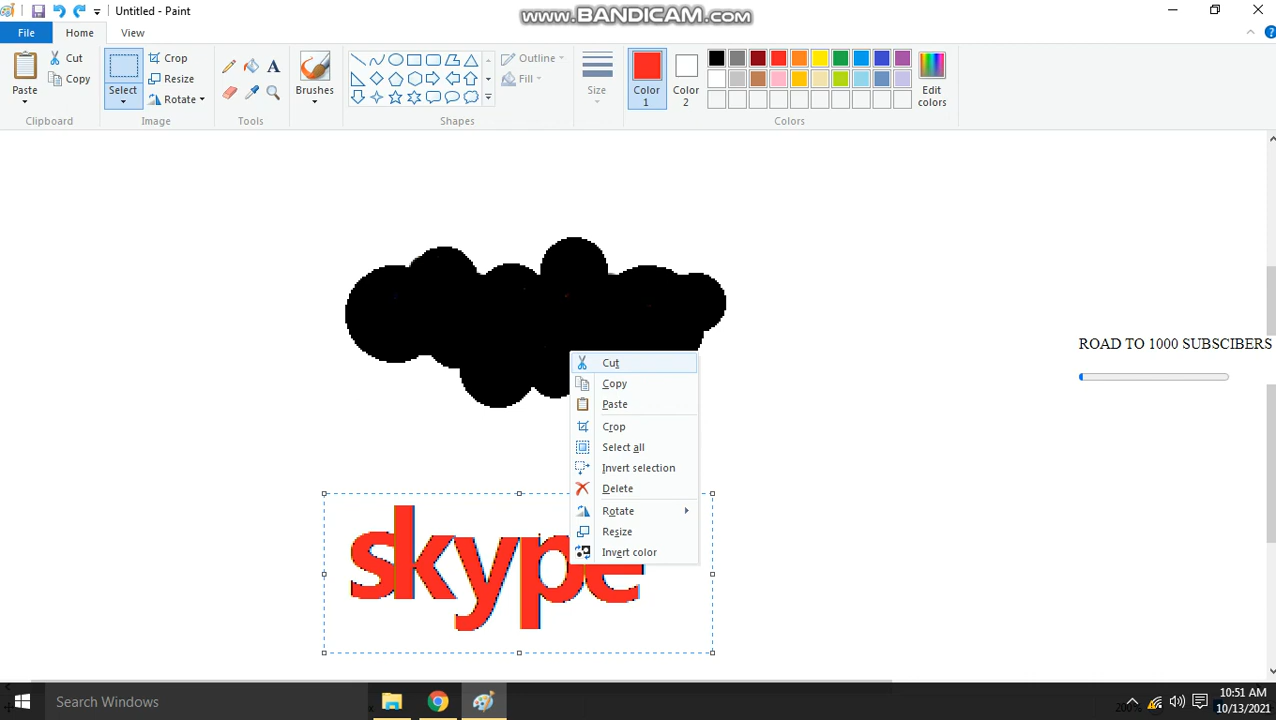 Untitled - Paint
www.BANDICAM.com
File
Home
View
Paste
Cut
Copy
Clipboard
Select
Crop
Resize
Rotate
Image
Tools
Brushes
Outline
Fill
Shapes
Size
Color 1
Color 2
Edit colors
Colors
ROAD TO 1000 SUBSCIBERS
Cut
Copy
Paste
Crop
Select all
Invert selection
Delete
Rotate
Resize
Invert color
skype
Search Windows
10:51 AM
10/13/2021